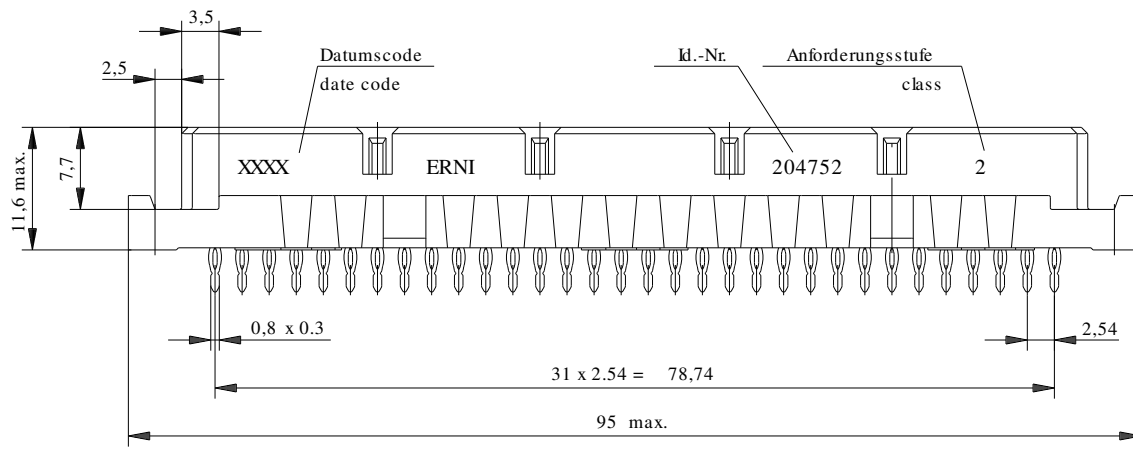 3,5
Datumscode
date code
Id.-Nr.
Anforderungsstufe
class
2,5
11,6 max.
7,7
XXXX
ERNI
204752
2
0,8 x 0.3
2,54
31 x 2.54 = 78,74
95 max.